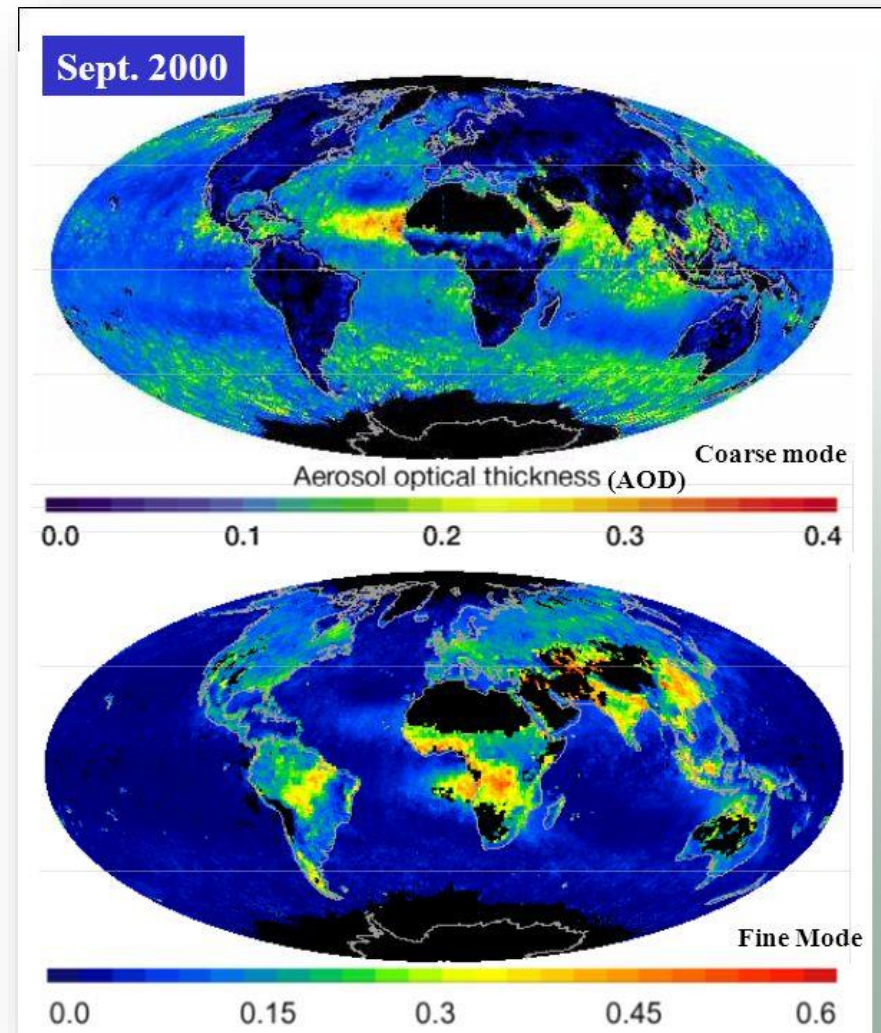 Sept. 2000
Coarse mode
Aerosol optical thickness (AOD)
0.0 0.1 0.2 0.3 0.4
Fine Mode
0.0 0.15 0.3 0.45 0.6